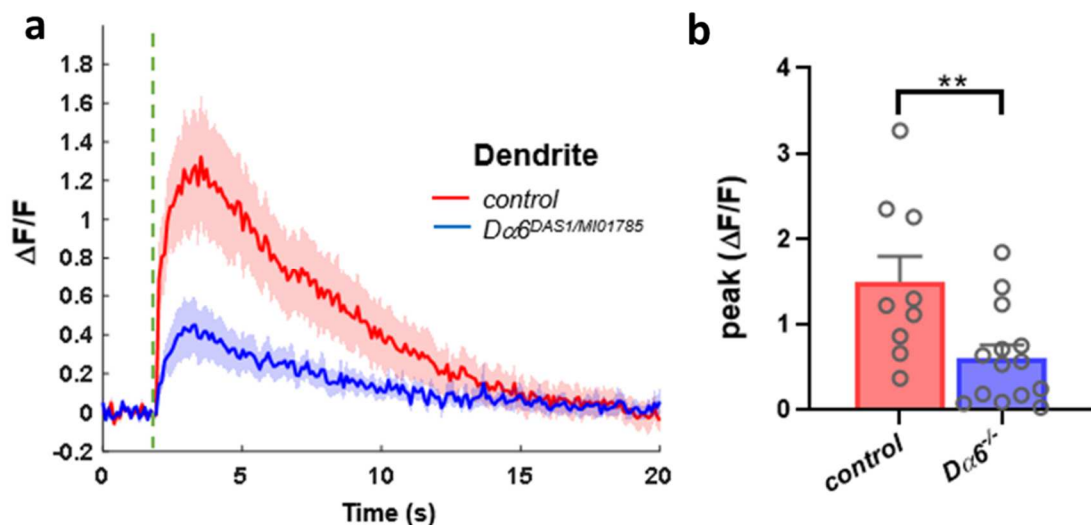 a
1.8
1.6
1.4
1.2
1
0.8
0.6
0.4
0.2
0
-0.2
ΔF/F
0 5 10 15 20
Time (s)
Dendrite
control
Dα6^DAS1/MI01785
b
**
4
3
2
1
0
peak (ΔF/F)
control
Dα6^-/-